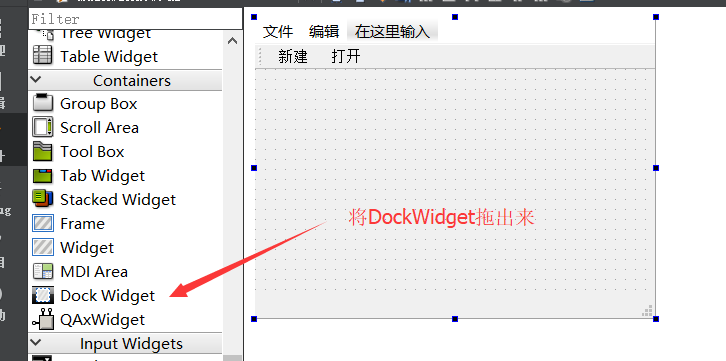 Filter
Tree Widget
Table Widget
Containers
Group Box
Scroll Area
Tool Box
Tab Widget
Stacked Widget
Frame
Widget
MDI Area
Dock Widget
QAxWidget
Input Widgets
文件 编辑 在这里输入
新建 打开
将DockWidget拖出来